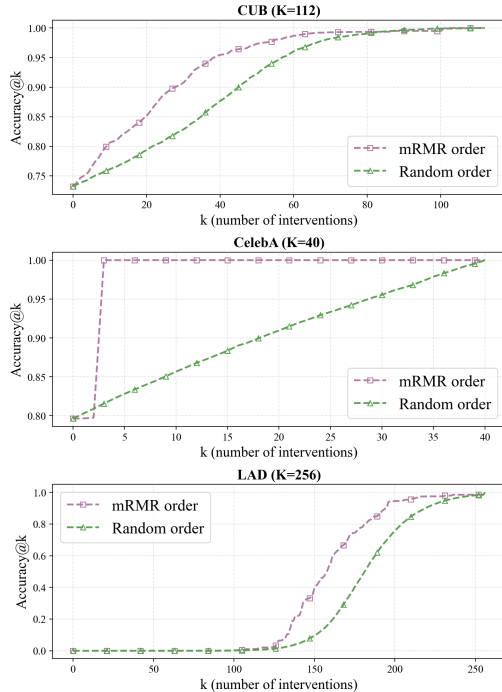 CUB (K=112)
1.00
0.95
0.90
0.85
0.80
0.75
Accuracy@k
mRMR order
Random order
0 20 40 60 80 100
k (number of interventions)
CelebA (K=40)
1.00
0.95
0.90
0.85
0.80
Accuracy@k
mRMR order
Random order
0 5 10 15 20 25 30 35 40
k (number of interventions)
LAD (K=256)
1.0
0.8
0.6
0.4
0.2
0.0
Accuracy@k
mRMR order
Random order
0 50 100 150 200 250
k (number of interventions)